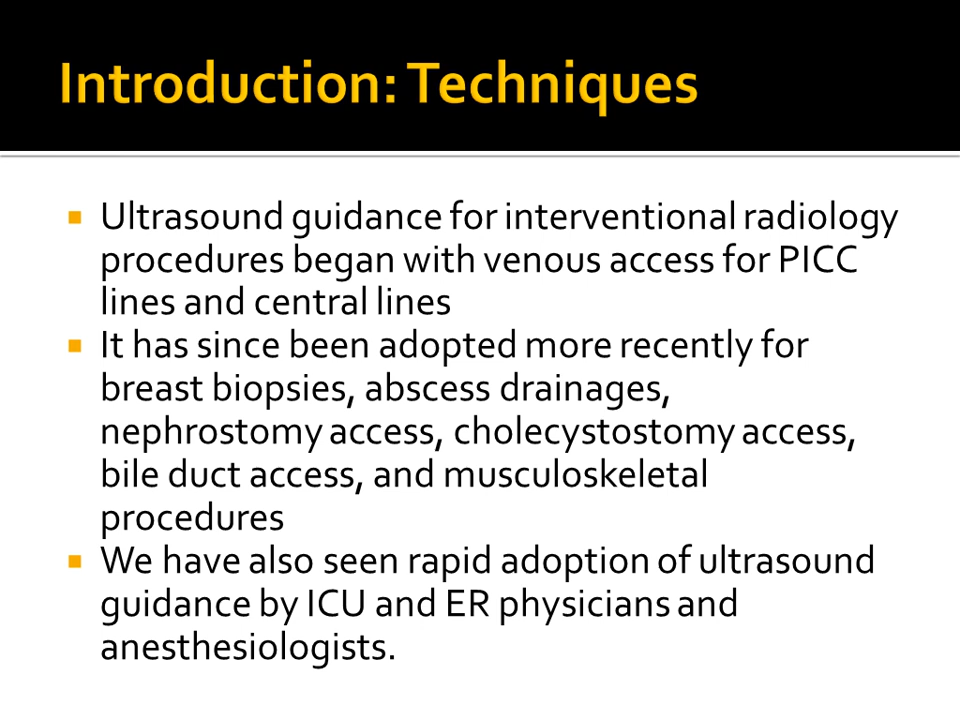 Introduction: Techniques
Ultrasound guidance for interventional radiology
procedures began with venous access for PICC
lines and central lines
It has since been adopted more recently for
breast biopsies, abscess drainages,
nephrostomy access, cholecystostomy access,
bile duct access, and musculoskeletal
procedures
We have also seen rapid adoption of ultrasound
guidance by ICU and ER physicians and
anesthesiologists.